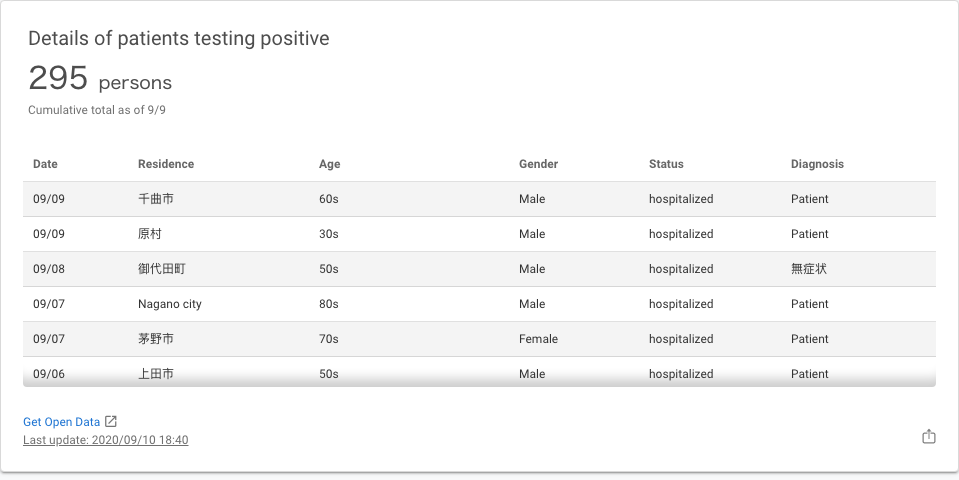 Details of patients testing positive
295 persons
Cumulative total as of 9/9
Date Residence Age Gender Status Diagnosis
09/09 千曲市 60s Male hospitalized Patient
09/09 原村 30s Male hospitalized Patient
09/08 御代田町 50s Male hospitalized 無症状
09/07 Nagano city 80s Male hospitalized Patient
09/07 茅野市 70s Female hospitalized Patient
09/06 上田市 50s Male hospitalized Patient
Get Open Data
Last update: 2020/09/10 18:40